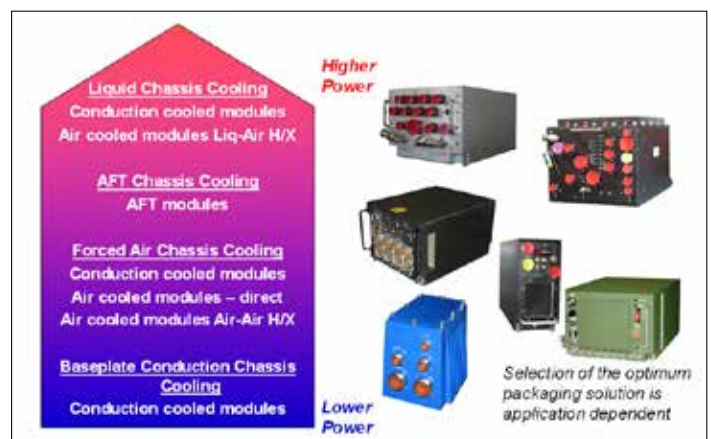 Liquid Chassis Cooling
Conduction cooled modules
Air cooled modules Liq-Air H/X
AFT Chassis Cooling
AFT modules
Forced Air Chassis Cooling
Conduction cooled modules
Air cooled modules – direct
Air cooled modules Air-Air H/X
Baseplate Conduction Chassis
Cooling
Conduction cooled modules
Higher
Power
Lower
Power
Selection of the optimum
packaging solution is
application dependent